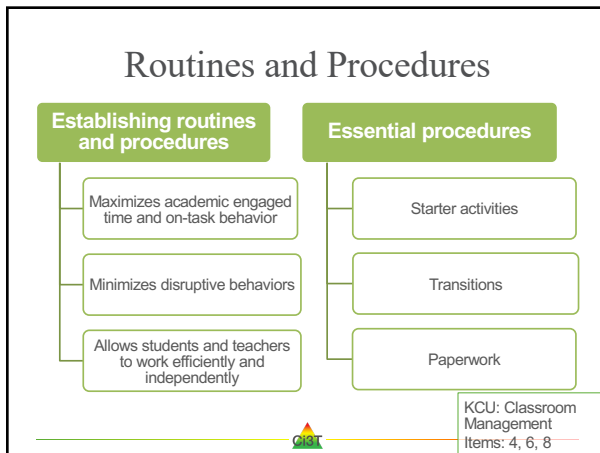 Routines and Procedures
Establishing routines
and procedures
Maximizes academic engaged
time and on-task behavior
Minimizes disruptive behaviors
Allows students and teachers
to work efficiently and
independently
Essential procedures
Starter activities
Transitions
Paperwork
KCU: Classroom
Management
Items: 4, 6, 8
Ci3T